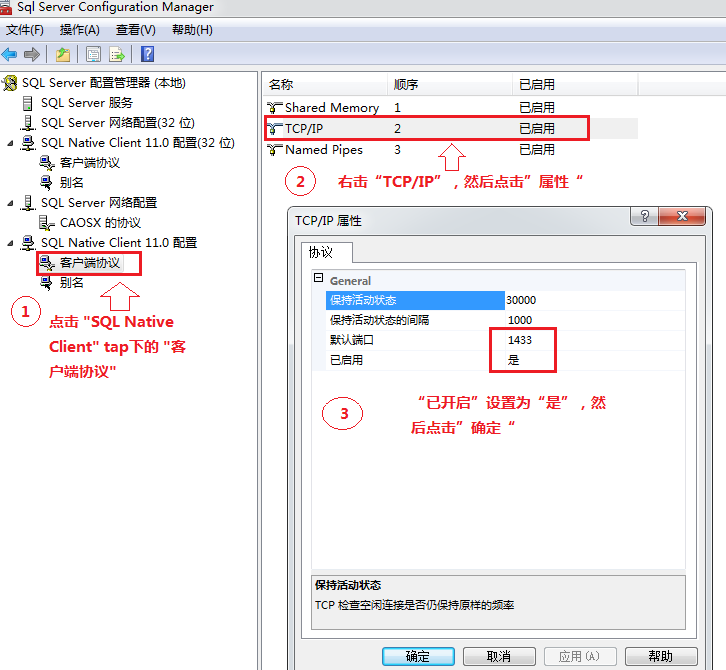 Sql Server Configuration Manager
文件(F) 操作(A) 查看(V) 帮助(H)
SQL Server 配置管理器 (本地)
SQL Server 服务
SQL Server 网络配置(32 位)
SQL Native Client 11.0 配置(32 位)
客户端协议
别名
SQL Server 网络配置
CAOSX 的协议
SQL Native Client 11.0 配置
客户端协议
别名
1
点击 "SQL Native
Client" tap下的 "客
户端协议"
名称 顺序 已启用
Shared Memory 1 已启用
TCP/IP 2 已启用
Named Pipes 3 已启用
2 右击“TCP/IP”，然后点击”属性“
TCP/IP 属性
协议
General
保持活动状态 30000
保持活动状态的间隔 1000
默认端口 1433
已启用 是
3
“已开启”设置为“是”，然
后点击”确定“
保持活动状态
TCP 检查空闲连接是否仍保持原样的频率
确定 取消 应用(A) 帮助